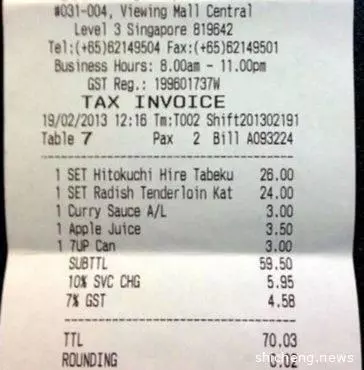 #031-004, Viewing Mall Central
Level 3 Singapore 819642
Tel:(+65)62149504 Fax:(+65)62149501
Business Hours: 8.00am - 11.00pm
GST Reg.: 199601737W
TAX INVOICE
19/02/2013 12:16 Tm:T002 Shift201302191
Table 7 Pax 2 Bill A093224
1 SET Hitokuchi Hire Tabeku 26.00
1 SET Radish Tenderloin Kat 24.00
1 Curry Sauce A/L 3.00
1 Apple Juice 3.50
1 7UP Can 3.00
SUBTTL 59.50
10% SVC CHG 5.95
7% GST 4.58
TTL 70.03
ROUNDING 0.02
shicheng.news